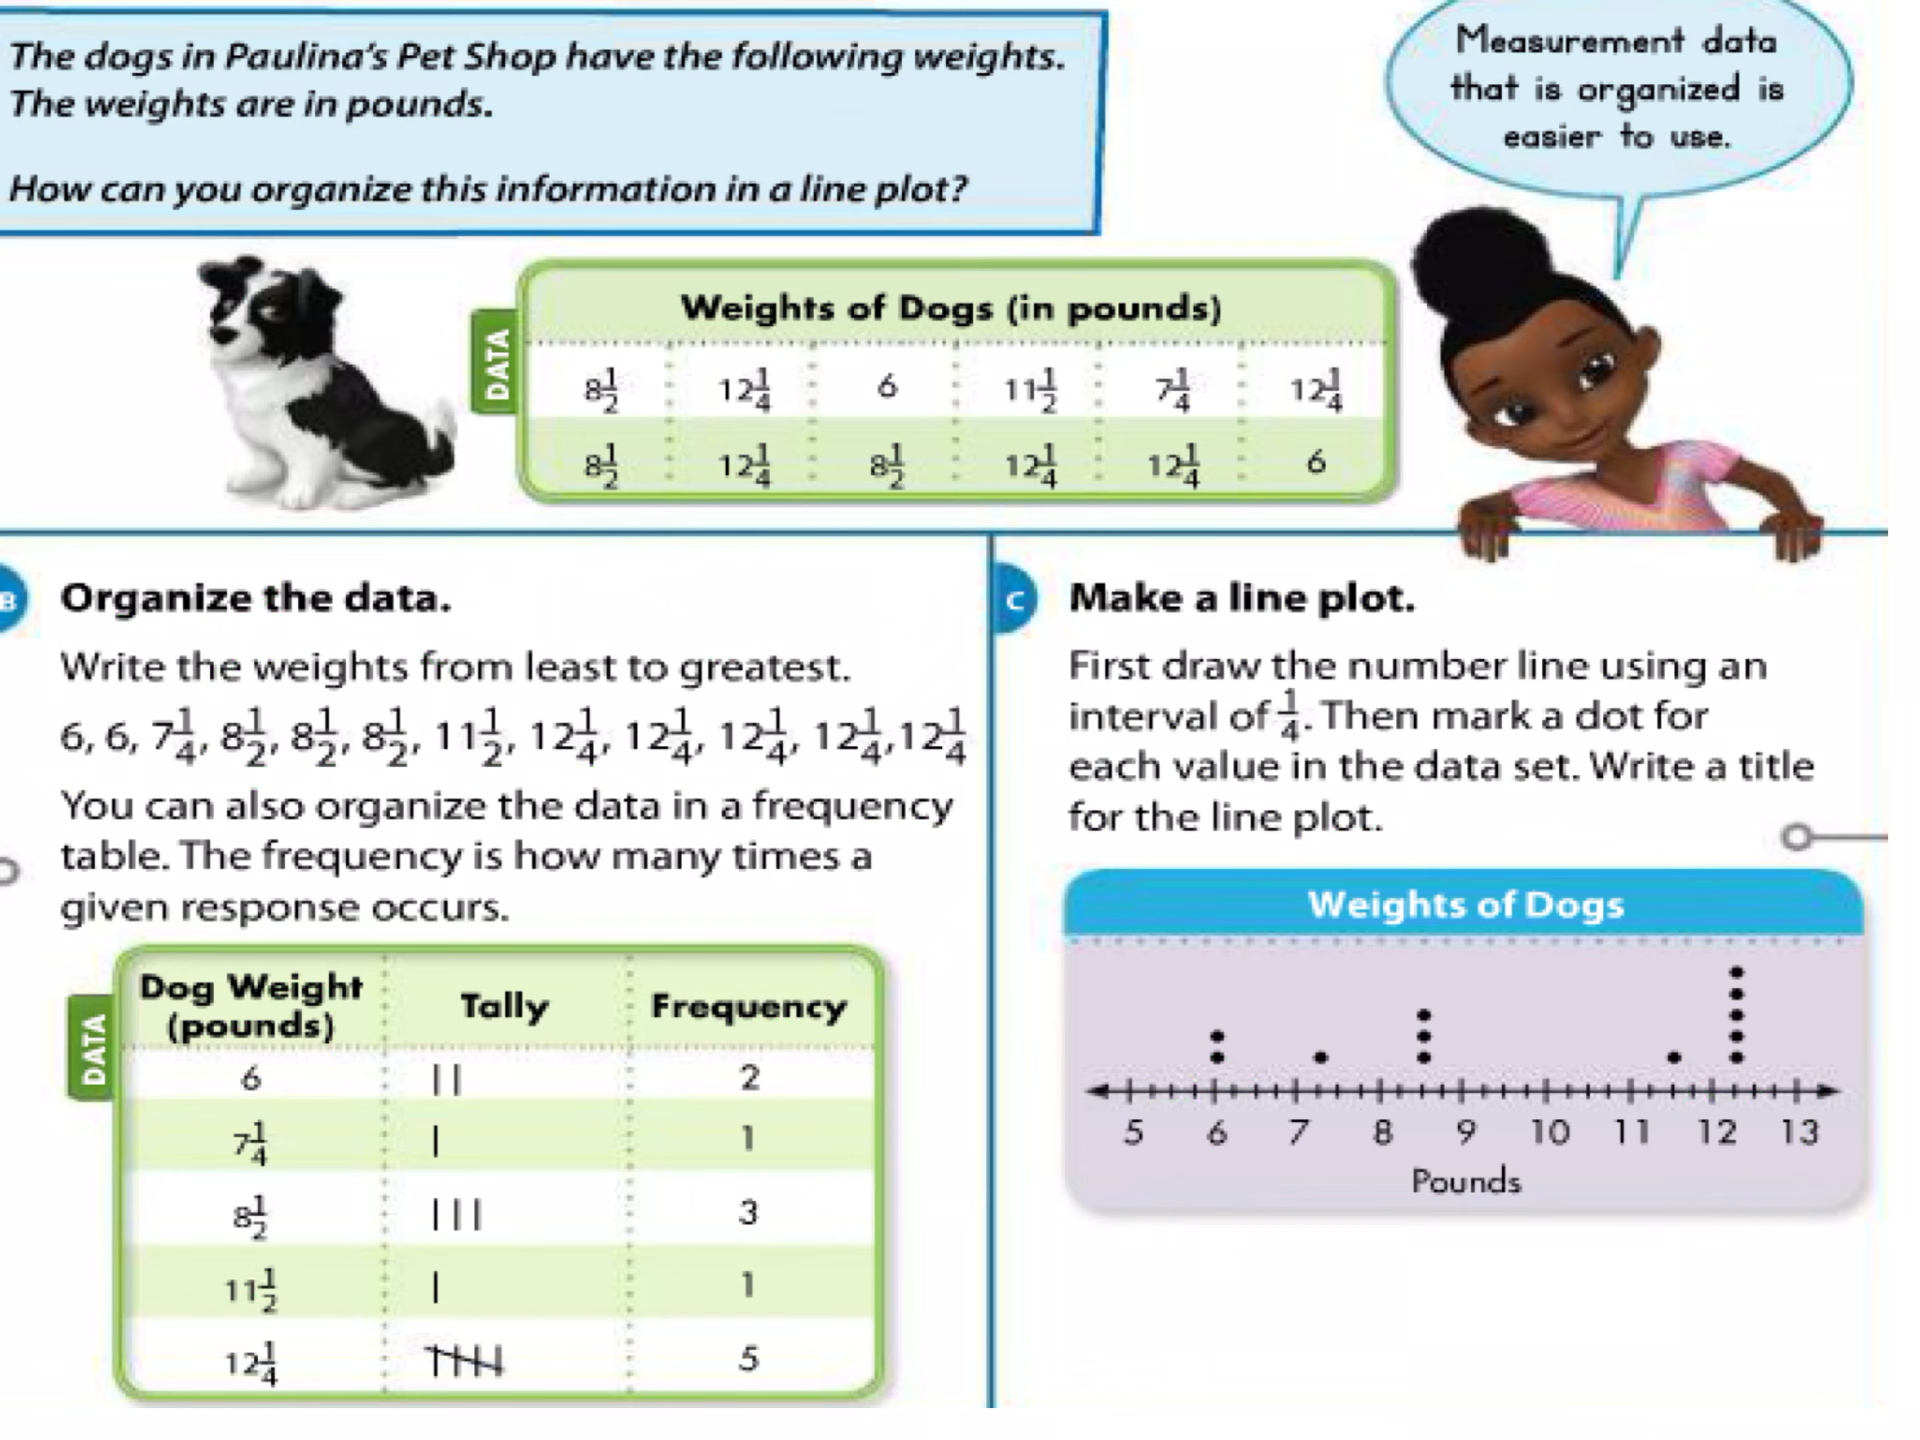 The dogs in Paulina's Pet Shop have the following weights.
The weights are in pounds.
How can you organize this information in a line plot?
Measurement data
that is organized is
easier to use.
DATA
Weights of Dogs (in pounds)
8 1/2 12 1/4 6 11 1/2 7 1/4 12 1/4
8 1/2 12 1/4 8 1/2 12 1/4 12 1/4 6
B Organize the data.
Write the weights from least to greatest.
6, 6, 7 1/4, 8 1/2, 8 1/2, 8 1/2, 11 1/2, 12 1/4, 12 1/4, 12 1/4, 12 1/4, 12 1/4
You can also organize the data in a frequency
table. The frequency is how many times a
given response occurs.
DATA
Dog Weight
(pounds)
Tally
Frequency
6 2
7 1/4 1
8 1/2 3
11 1/2 1
12 1/4 5
C Make a line plot.
First draw the number line using an
interval of 1/4. Then mark a dot for
each value in the data set. Write a title
for the line plot.
Weights of Dogs
5 6 7 8 9 10 11 12 13
Pounds